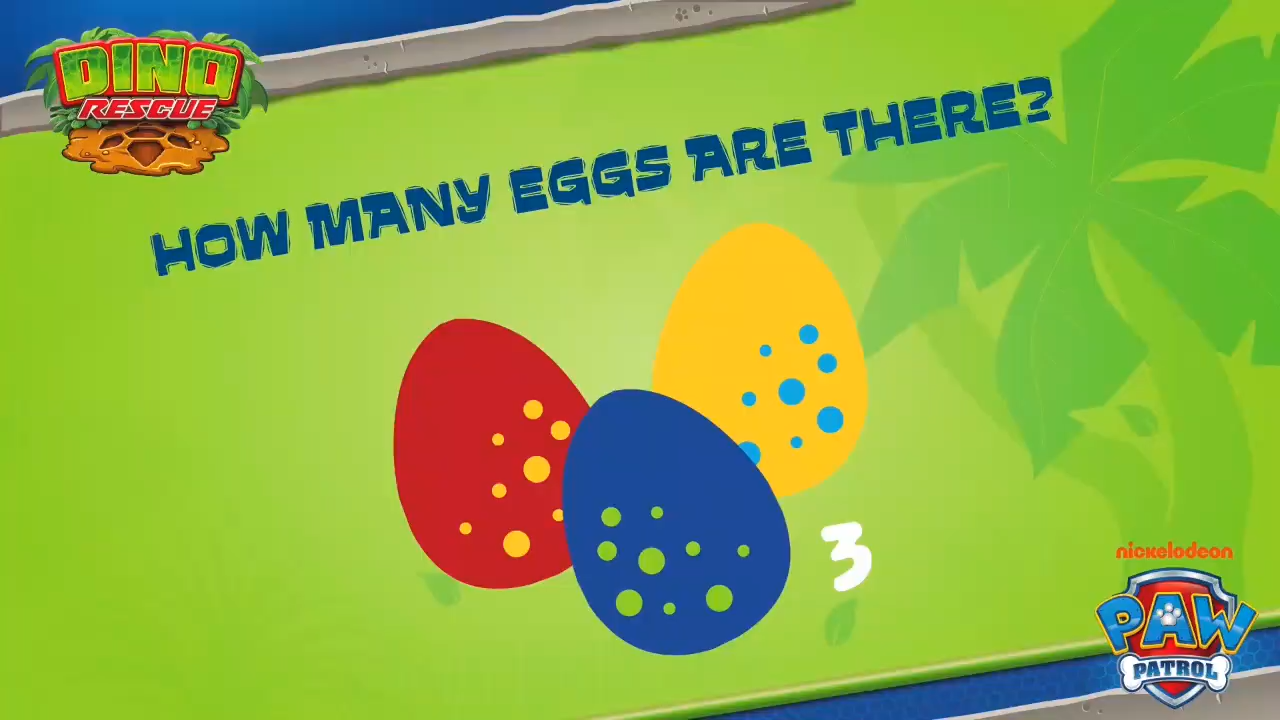 DINO
RESCUE
HOW MANY EGGS ARE THERE?
3
nickelodeon
PAW
PATROL